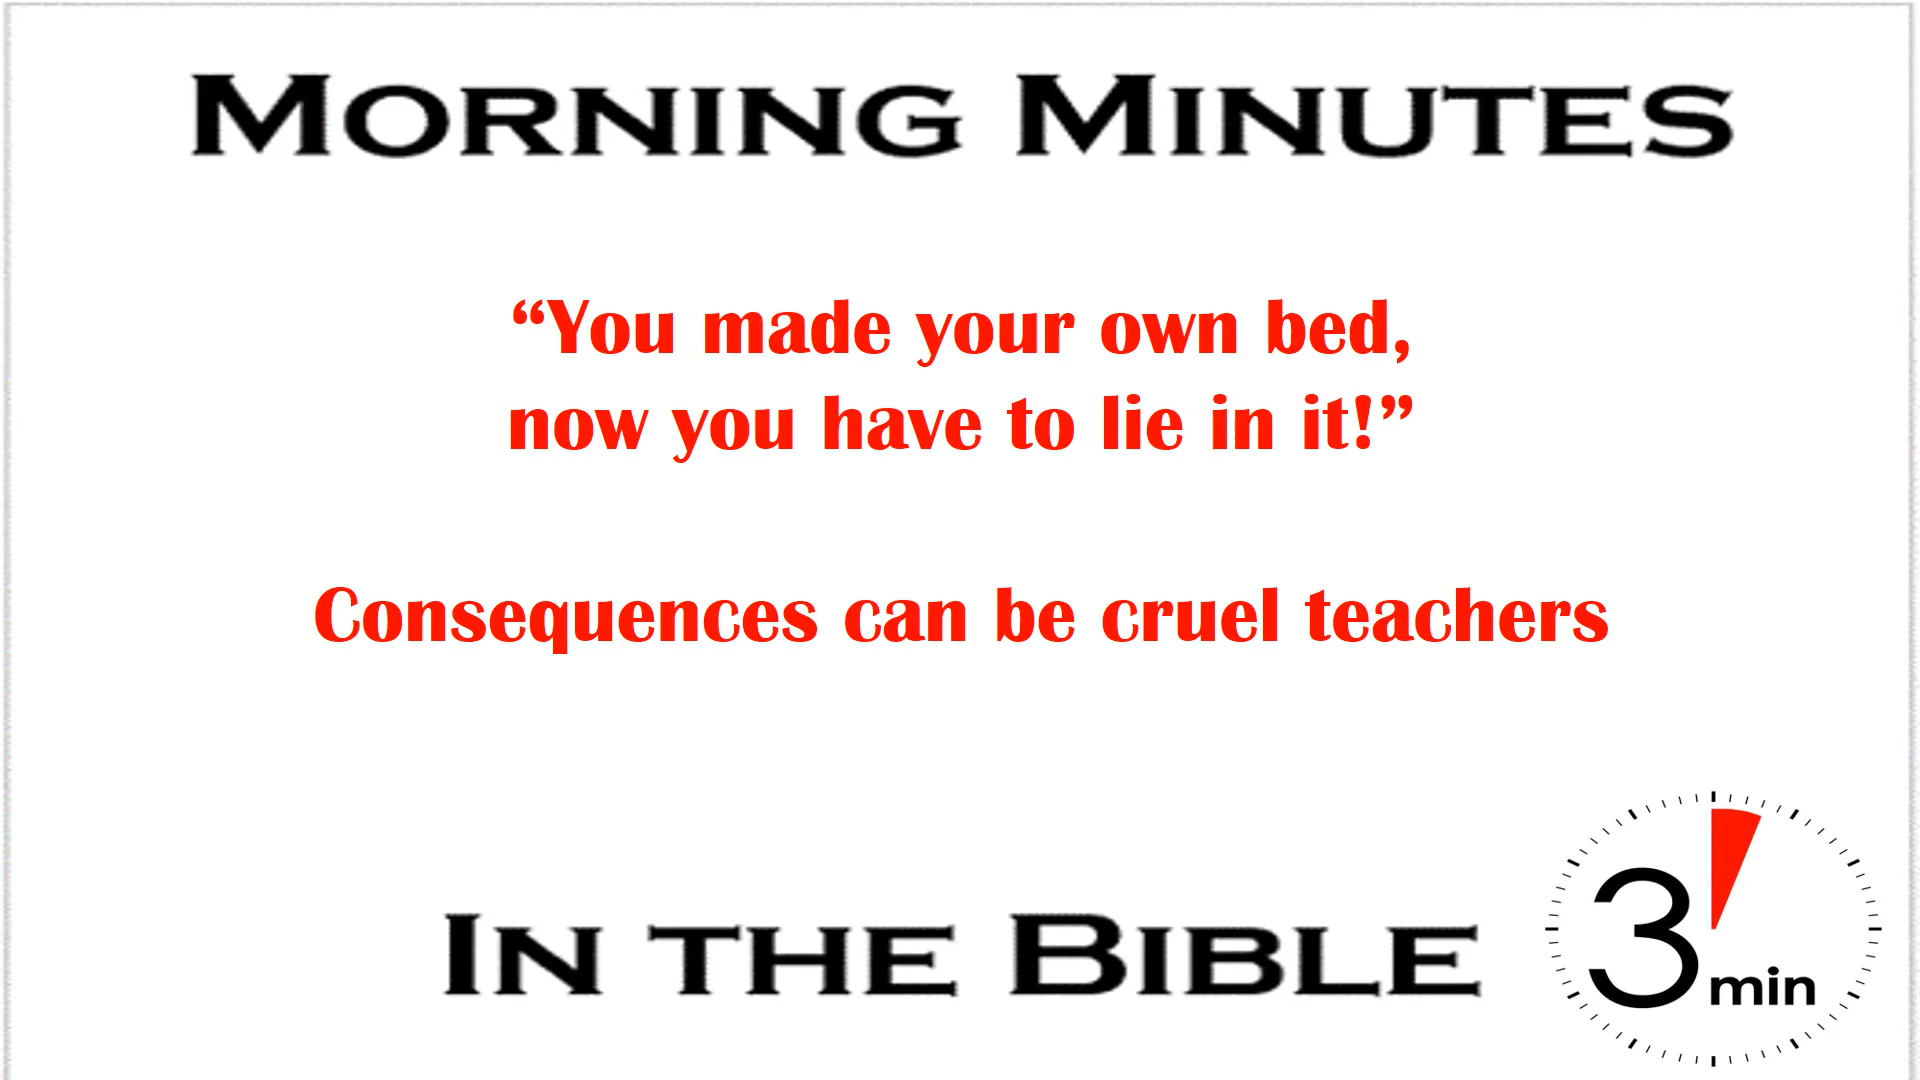 MORNING MINUTES
“You made your own bed,
now you have to lie in it!”
Consequences can be cruel teachers
IN THE BIBLE
3 min